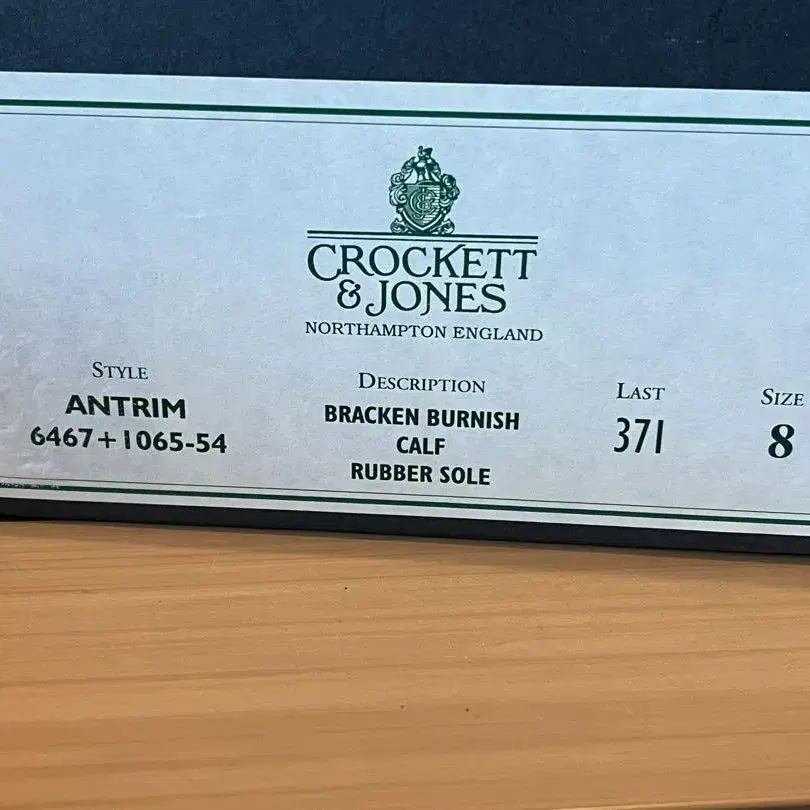 CROCKETT
& JONES
NORTHAMPTON ENGLAND
STYLE
ANTRIM
6467+1065-54
DESCRIPTION
BRACKEN BURNISH
CALF
RUBBER SOLE
LAST
371
SIZE
8